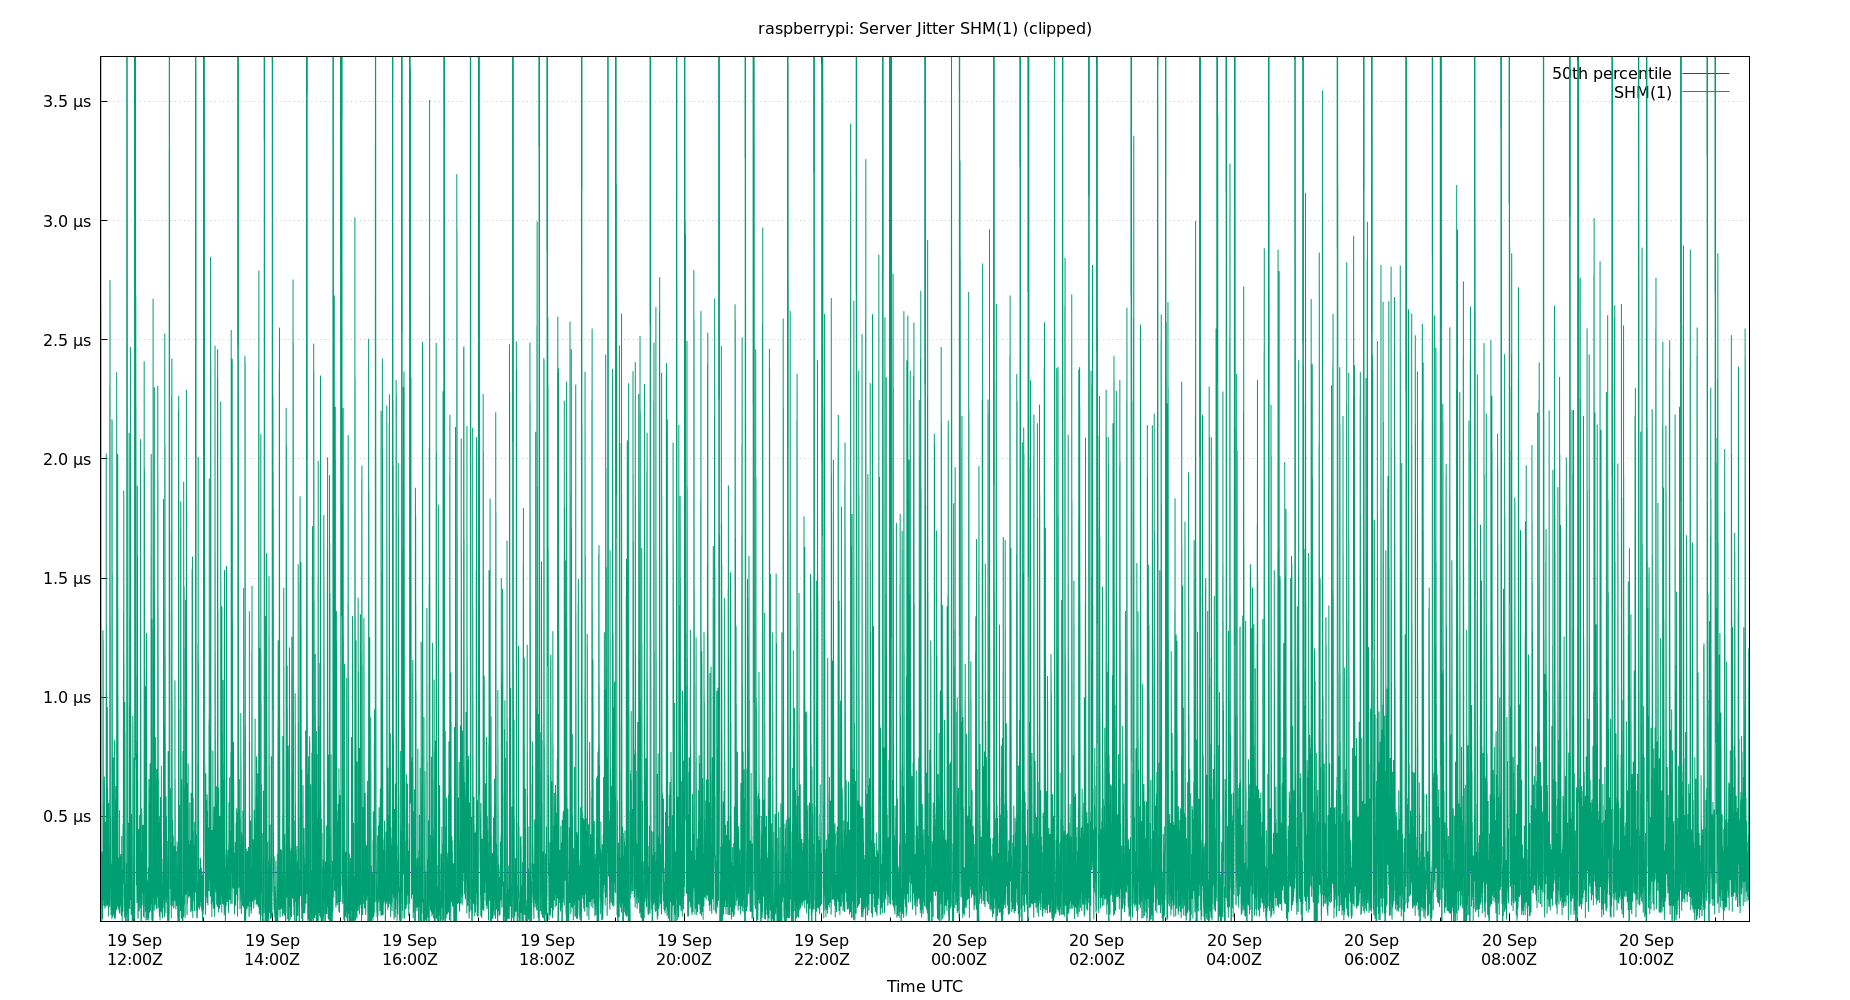 raspberrypi: Server Jitter SHM(1) (clipped)
50th percentile
SHM(1)
3.5 µs
3.0 µs
2.5 µs
2.0 µs
1.5 µs
1.0 µs
0.5 µs
19 Sep 19 Sep 19 Sep 19 Sep 19 Sep 19 Sep 20 Sep 20 Sep 20 Sep 20 Sep 20 Sep 20 Sep
12:00Z 14:00Z 16:00Z 18:00Z 20:00Z 22:00Z 00:00Z 02:00Z 04:00Z 06:00Z 08:00Z 10:00Z
Time UTC